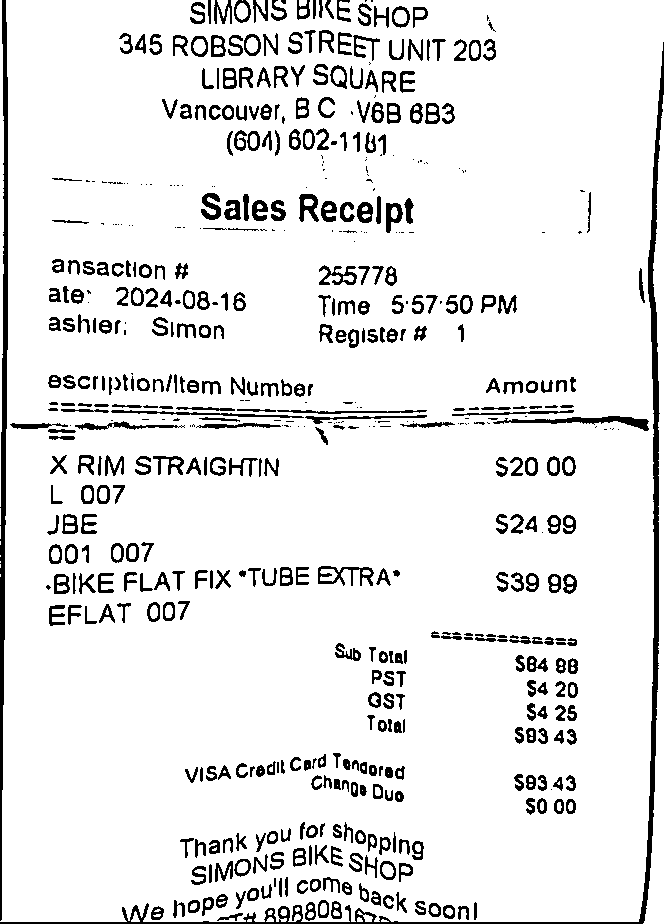 SIMONS BIKE SHOP
345 ROBSON STREET UNIT 203
LIBRARY SQUARE
Vancouver, B C V6B 6B3
(604) 602-1181
Sales Receipt
ansaction # 255778
ate: 2024-08-16 Time 5:57:50 PM
ashier: Simon Register # 1
escription/Item Number Amount
X RIM STRAIGHTIN $20 00
L 007
JBE $24.99
001 007
-BIKE FLAT FIX *TUBE EXTRA* $39 99
EFLAT 007
Sub Total $84 98
PST $4 20
GST $4 25
Total $93 43
VISA Credit Card Tendered $93.43
Change Due $0 00
Thank you for shopping
SIMONS BIKE SHOP
We hope you'll come back soon!